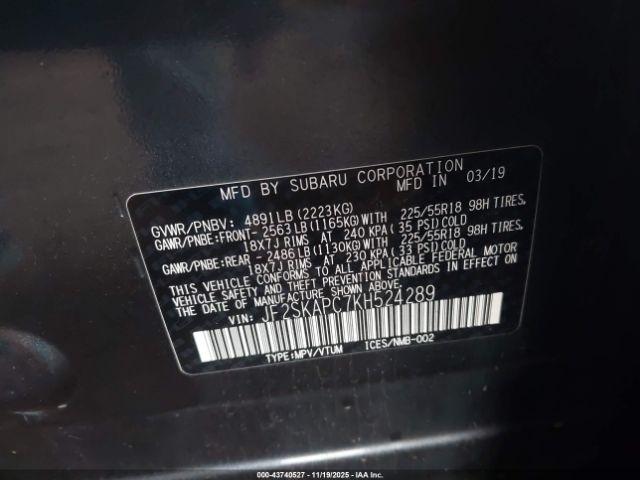 MFD BY SUBARU CORPORATION
MFD IN 03/19
GVWR/PNBV: 4891LB(2223KG)
GAWR/PNBE:FRONT- 2563LB(1165KG)WITH 225/55R18 98H TIRES,
18X7J RIMS AT 240 KPA(35 PSI)COLD
GAWR/PNBE:REAR - 2486LB(1130KG)WITH 225/55R18 98H TIRES,
18X7J RIMS AT 230 KPA(33 PSI)COLD
THIS VEHICLE CONFORMS TO ALL APPLICABLE FEDERAL MOTOR
VEHICLE SAFETY AND THEFT PREVENTION STANDARDS IN EFFECT
ON THE DATE OF MANUFACTURE SHOWN ABOVE.
VIN: JF2SKAPC7KH524289
TYPE:MPV/VTUM ICES/NMB-002
000-43740527 - 11/19/2025 - IAAI.COM